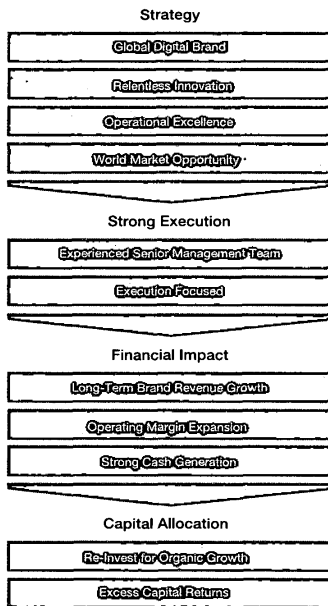 Strategy
Global Digital Brand
Relentless Innovation
Operational Excellence
World Market Opportunity
Strong Execution
Experienced Senior Management Team
Execution Focused
Financial Impact
Long-Term Brand Revenue Growth
Operating Margin Expansion
Strong Cash Generation
Capital Allocation
Re-Invest for Organic Growth
Excess Capital Returns